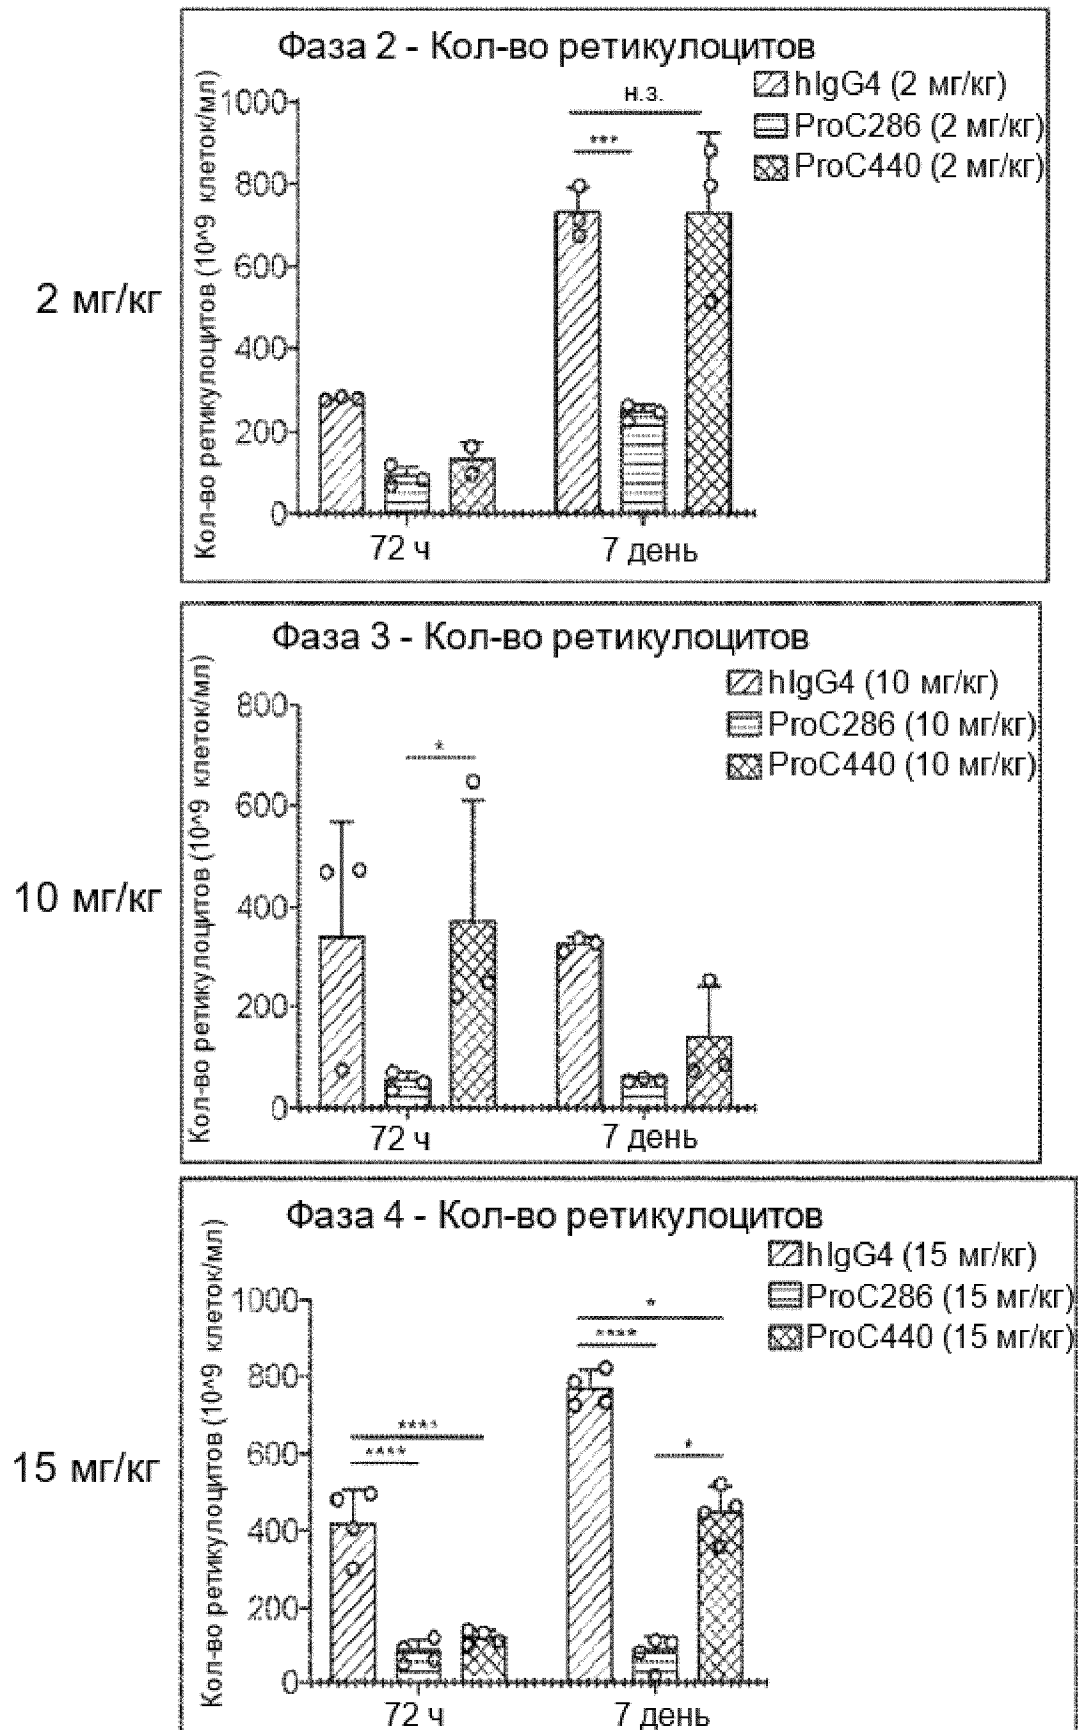 Фаза 2 - Кол-во ретикулоцитов
hIgG4 (2 мг/кг)
ProC286 (2 мг/кг)
ProC440 (2 мг/кг)
Кол-во ретикулоцитов (10^9 клеток/мл)
1000
800
600
400
200
0
н.з.
***
72 ч
7 день
2 мг/кг
Фаза 3 - Кол-во ретикулоцитов
hIgG4 (10 мг/кг)
ProC286 (10 мг/кг)
ProC440 (10 мг/кг)
Кол-во ретикулоцитов (10^9 клеток/мл)
800
600
400
200
0
*
72 ч
7 день
10 мг/кг
Фаза 4 - Кол-во ретикулоцитов
hIgG4 (15 мг/кг)
ProC286 (15 мг/кг)
ProC440 (15 мг/кг)
Кол-во ретикулоцитов (10^9 клеток/мл)
1000
800
600
400
200
0
*
****
****
****
*
72 ч
7 день
15 мг/кг